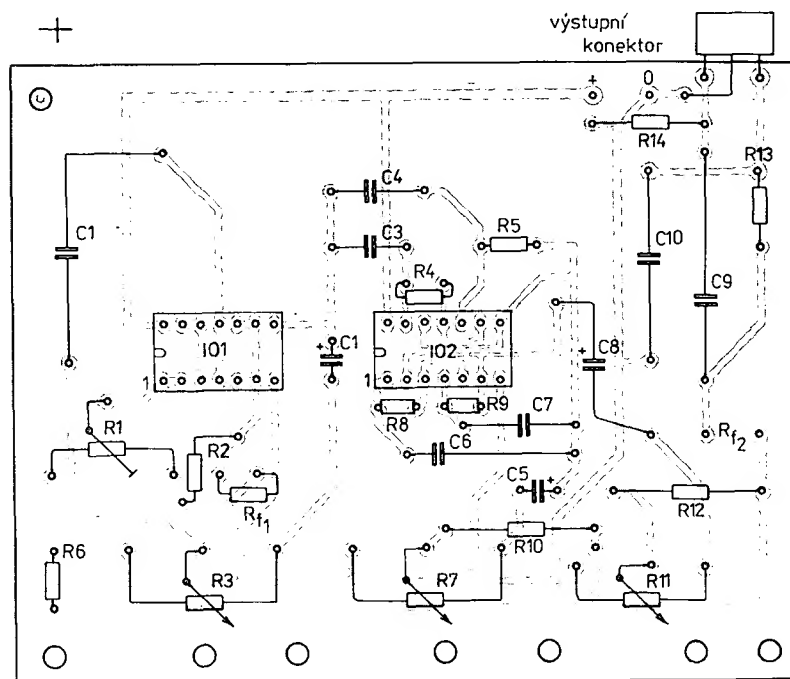 výstupní
konektor
+
0
R14
R13
C4
C1
C3
R5
C10
R4
C9
IO1
C1
+
IO2
C8
+
1
1
R8
R9
C7
R1
R2
C6
Rf2
C5
+
Rf1
R12
R10
R6
R3
R7
R11